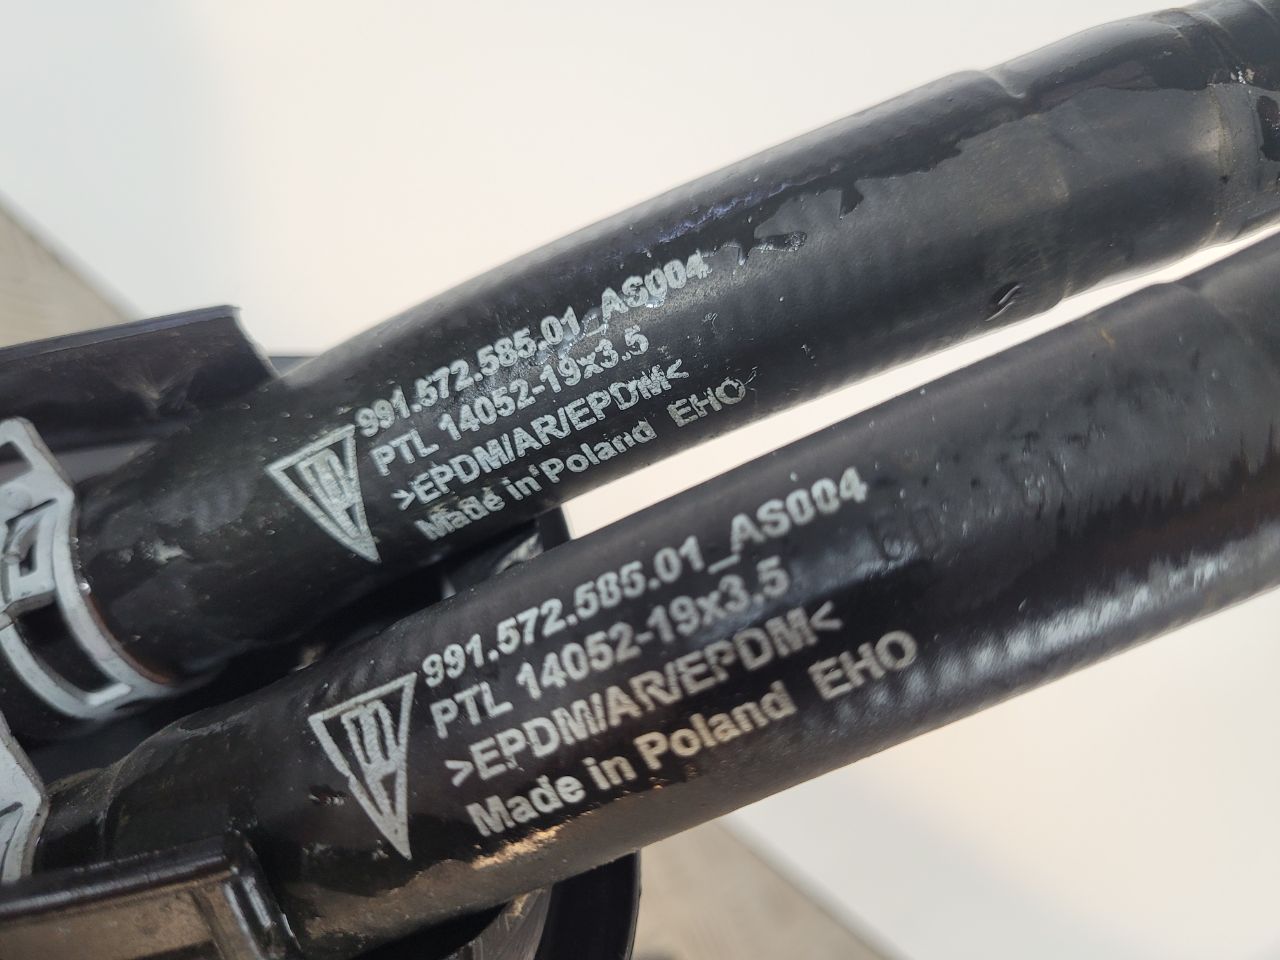 991.572.585.01_AS004
PTL 14052-19x3.5
>EPDM/AR/EPDM<
Made in Poland EHO
991.572.585.01_AS004
PTL 14052-19x3.5
>EPDM/AR/EPDM<
Made in Poland EHO